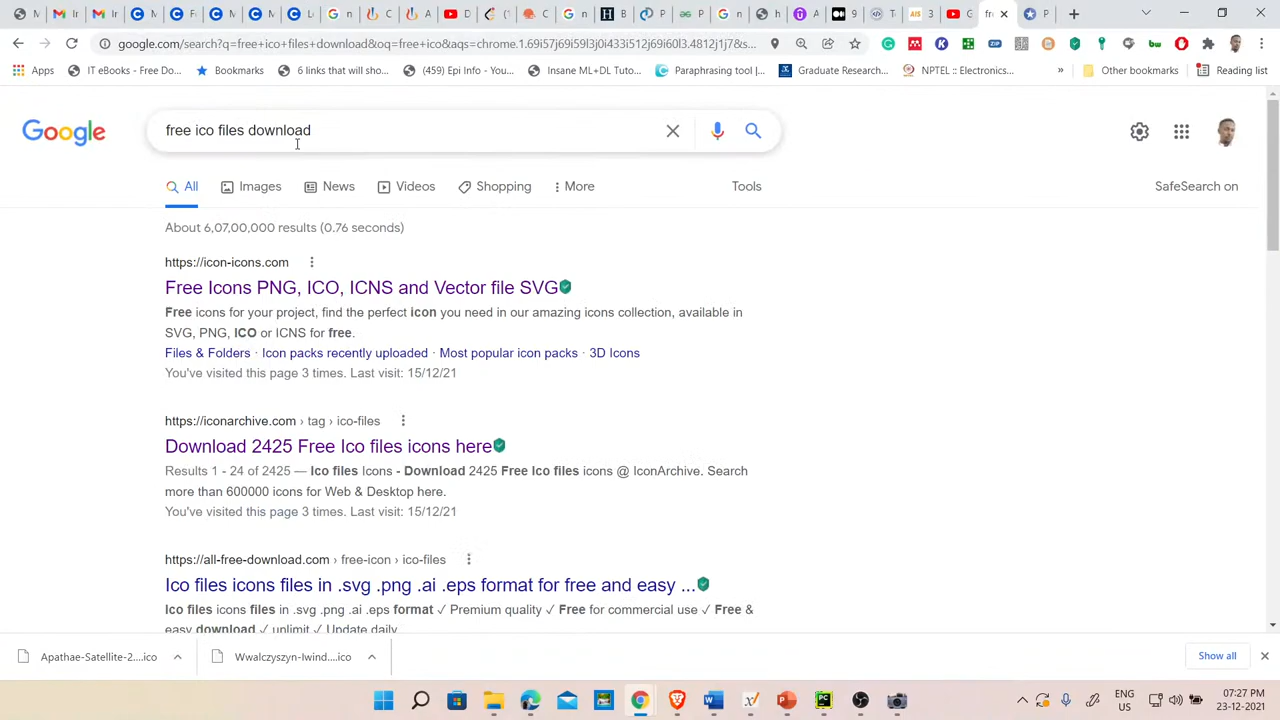 google.com/search?q=free+ico+files+download&oq=free+ico&aqs=chrome.1.69i57j69i59l3j0i433i512j69i60l3.4812j1j7&s...
Apps
IT eBooks - Free Do...
Bookmarks
6 links that will sho...
(459) Epi Info - You...
Insane ML+DL Tuto...
Paraphrasing tool |...
Graduate Research...
NPTEL :: Electronics...
»
Other bookmarks
Reading list
Google
free ico files download
All
Images
News
Videos
Shopping
More
Tools
SafeSearch on
About 6,07,00,000 results (0.76 seconds)
https://icon-icons.com
Free Icons PNG, ICO, ICNS and Vector file SVG
Free icons for your project, find the perfect icon you need in our amazing icons collection, available in
SVG, PNG, ICO or ICNS for free.
Files & Folders · Icon packs recently uploaded · Most popular icon packs · 3D Icons
You've visited this page 3 times. Last visit: 15/12/21
https://iconarchive.com › tag › ico-files
Download 2425 Free Ico files icons here
Results 1 - 24 of 2425 — Ico files Icons - Download 2425 Free Ico files icons @ IconArchive. Search
more than 600000 icons for Web & Desktop here.
You've visited this page 3 times. Last visit: 15/12/21
https://all-free-download.com › free-icon › ico-files
Ico files icons files in .svg .png .ai .eps format for free and easy ...
Ico files icons files in .svg .png .ai .eps format ✓ Premium quality ✓ Free for commercial use ✓ Free &
easy download ✓ unlimit ✓ Update daily
Apathae-Satellite-2....ico
Wwalczyszyn-Iwind....ico
Show all
ENG
US
07:27 PM
23-12-2021